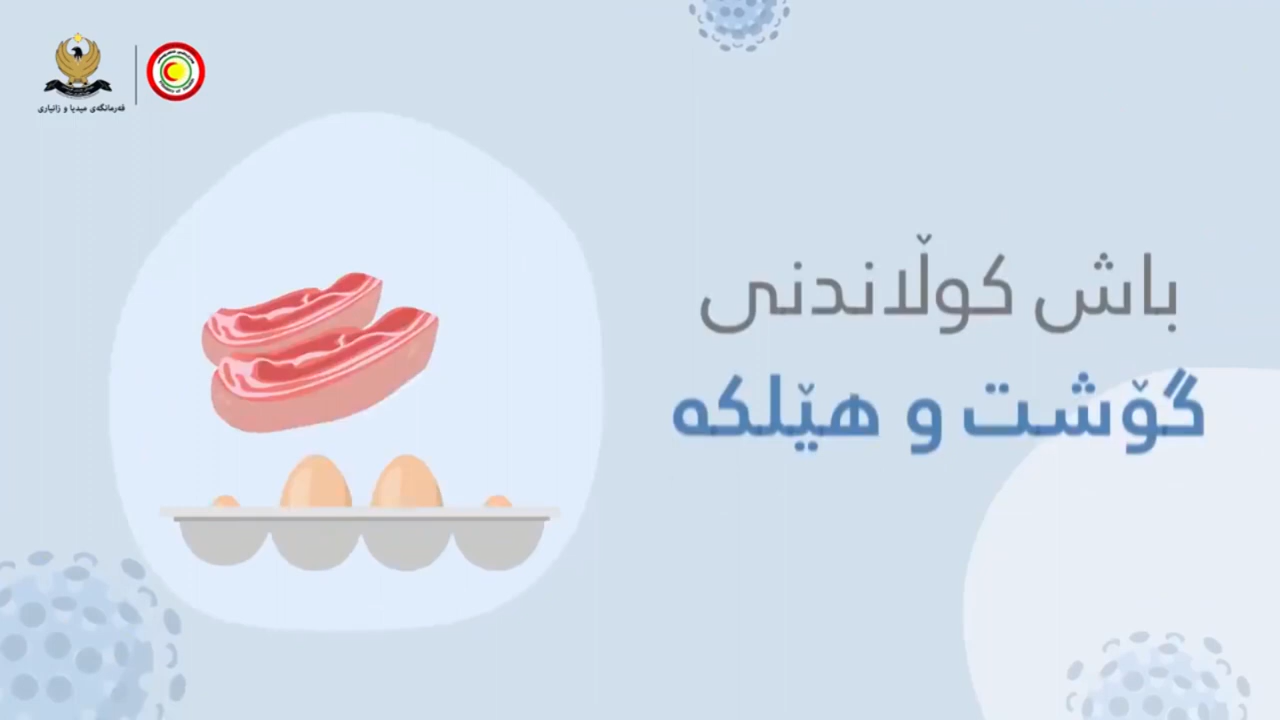 فەرمانگەی میدیا و زانیاری
باش کوڵاندنی
گۆشت و هێلکە